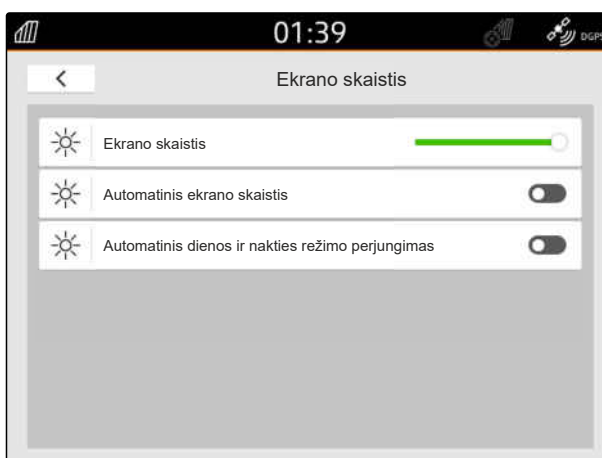 01:39
DGPS
Ekrano skaistis
Ekrano skaistis
Automatinis ekrano skaistis
Automatinis dienos ir nakties režimo perjungimas